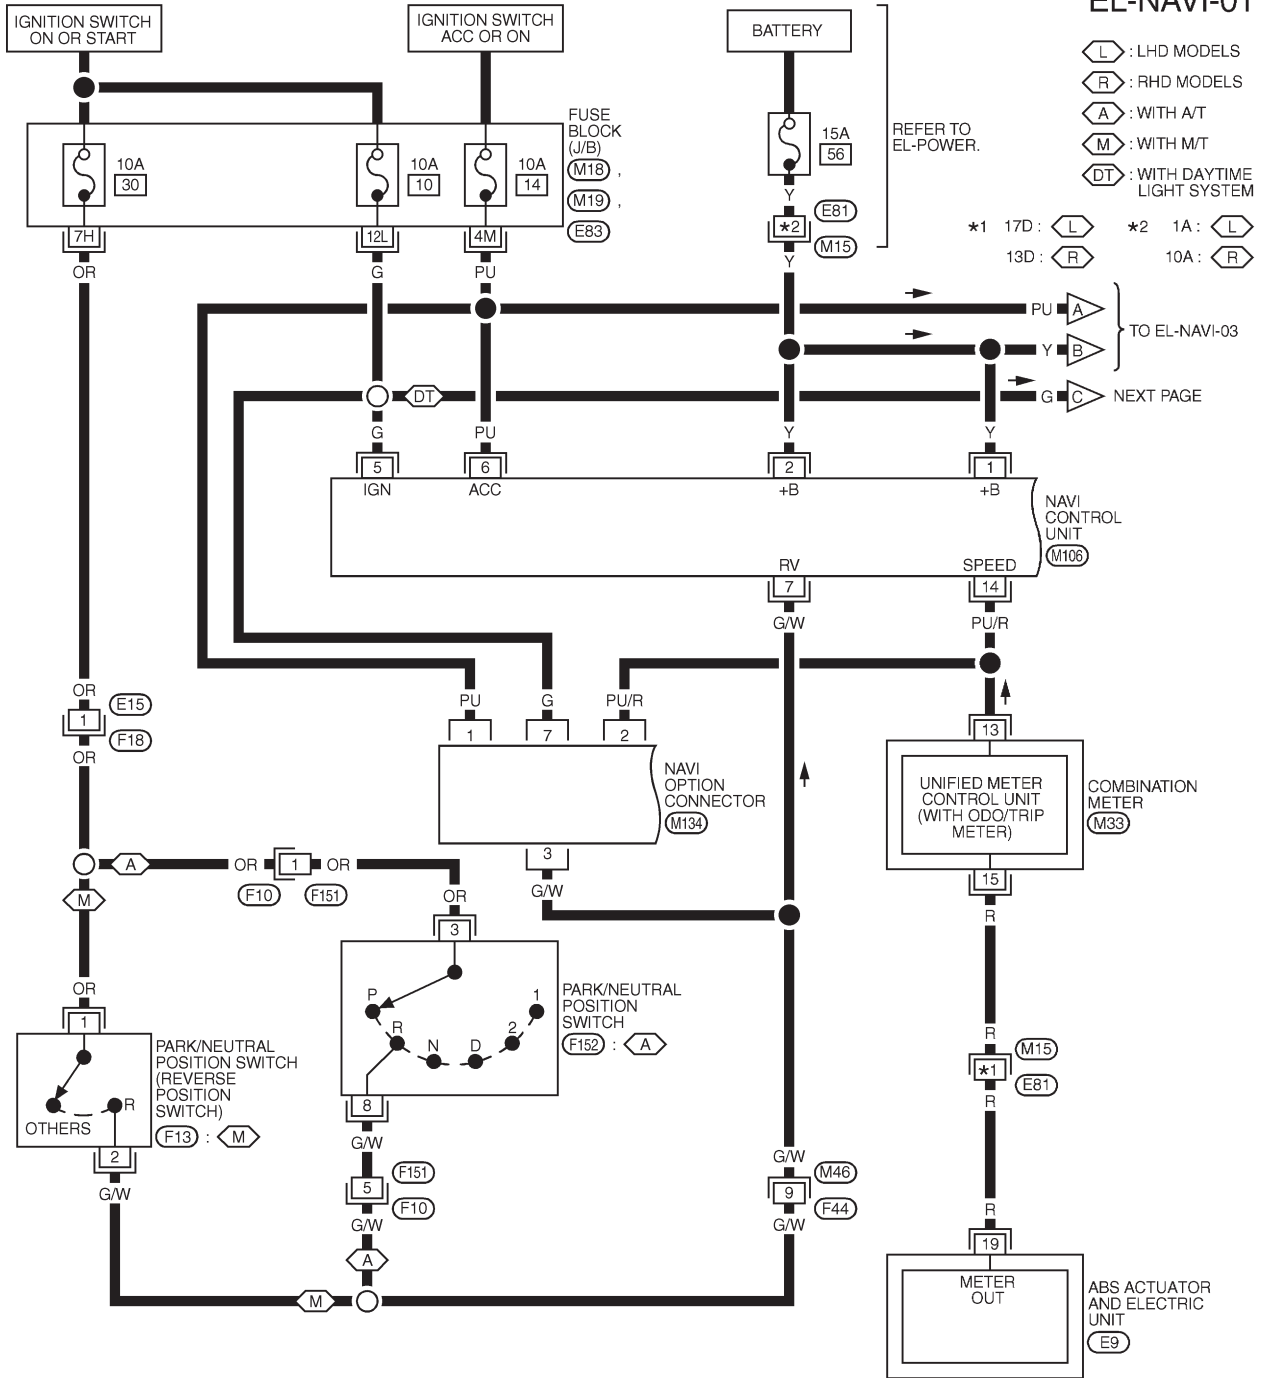 EL-NAVI-01
IGNITION SWITCH
ON OR START
IGNITION SWITCH
ACC OR ON
BATTERY
L : LHD MODELS
R : RHD MODELS
A : WITH A/T
M : WITH M/T
DT : WITH DAYTIME
LIGHT SYSTEM
*1 17D : L *2 1A : L
13D : R 10A : R
REFER TO
EL-POWER.
FUSE
BLOCK
(J/B)
M18 ,
M19 ,
E83
10A
30
10A
10
10A
14
15A
56
Y
*2
E81
M15
Y
7H
12L
4M
OR
G
PU
PU A
Y B
TO EL-NAVI-03
DT
G C NEXT PAGE
G
PU
Y
Y
5
6
2
1
IGN
ACC
+B
+B
NAVI
CONTROL
UNIT
M106
RV
SPEED
7
14
G/W
PU/R
OR
1
E15
F18
OR
PU
G
PU/R
1
7
2
NAVI
OPTION
CONNECTOR
M134
3
G/W
13
UNIFIED METER
CONTROL UNIT
(WITH ODO/TRIP
METER)
COMBINATION
METER
M33
15
R
A
OR
1
OR
F10
F151
M
OR
3
OR
1
P
R
N
D
2
1
PARK/NEUTRAL
POSITION
SWITCH
F152 : A
8
G/W
OTHERS
R
PARK/NEUTRAL
POSITION SWITCH
(REVERSE
POSITION
SWITCH)
F13 : M
2
G/W
F151
5
F10
G/W
A
M
G/W
M46
9
F44
G/W
R
M15
*1
E81
R
R
19
METER
OUT
ABS ACTUATOR
AND ELECTRIC
UNIT
E9